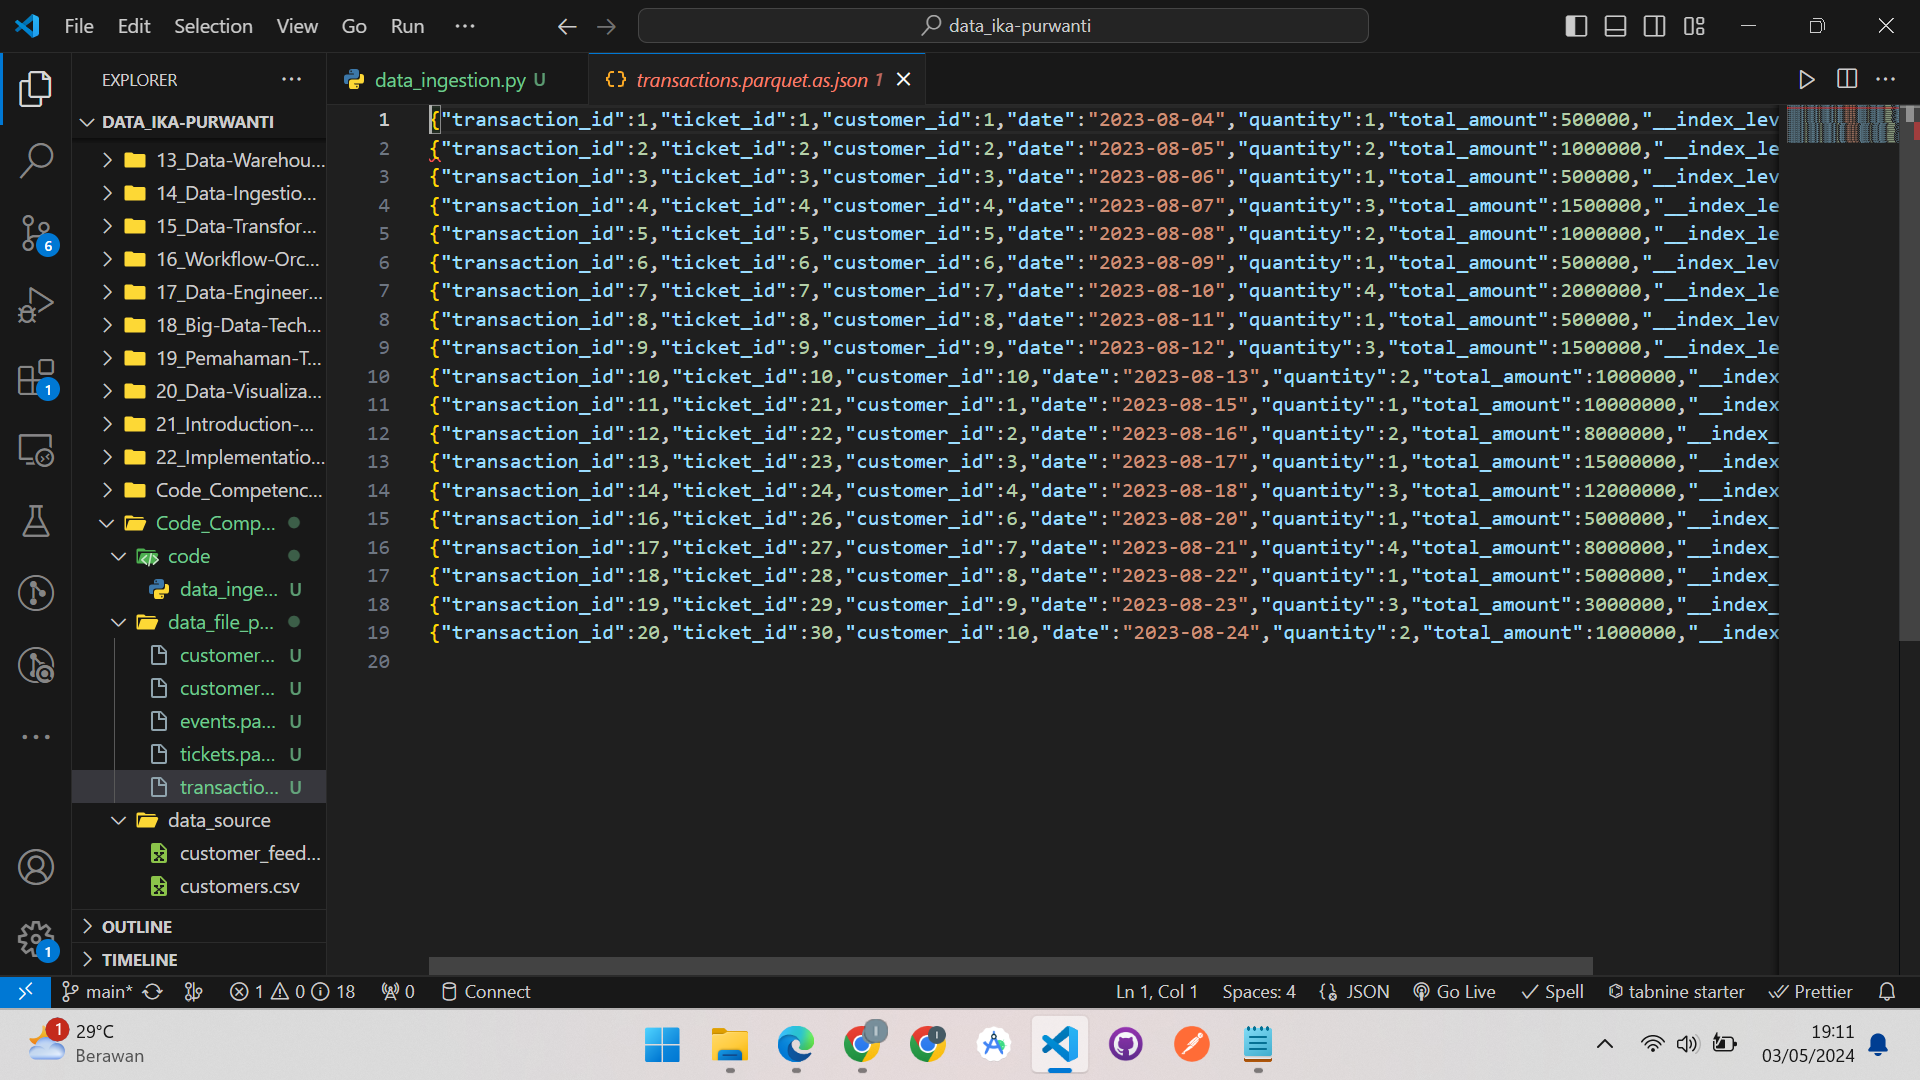 File Edit Selection View Go Run ···
data_ika-purwanti
EXPLORER ···
DATA_IKA-PURWANTI
13_Data-Warehou...
14_Data-Ingestio...
15_Data-Transfor...
16_Workflow-Orc...
17_Data-Engineer...
18_Big-Data-Tech...
19_Pemahaman-T...
20_Data-Visualiza...
21_Introduction-...
22_Implementatio...
Code_Competenc...
Code_Comp...
code
data_inge... U
data_file_p...
customer... U
customer... U
events.pa... U
tickets.pa... U
transactio... U
data_source
customer_feed...
customers.csv
OUTLINE
TIMELINE
6
1
1
data_ingestion.py U
{} transactions.parquet.as.json 1
1 {"transaction_id":1,"ticket_id":1,"customer_id":1,"date":"2023-08-04","quantity":1,"total_amount":500000,"__index_lev
2 {"transaction_id":2,"ticket_id":2,"customer_id":2,"date":"2023-08-05","quantity":2,"total_amount":1000000,"__index_le
3 {"transaction_id":3,"ticket_id":3,"customer_id":3,"date":"2023-08-06","quantity":1,"total_amount":500000,"__index_lev
4 {"transaction_id":4,"ticket_id":4,"customer_id":4,"date":"2023-08-07","quantity":3,"total_amount":1500000,"__index_le
5 {"transaction_id":5,"ticket_id":5,"customer_id":5,"date":"2023-08-08","quantity":2,"total_amount":1000000,"__index_le
6 {"transaction_id":6,"ticket_id":6,"customer_id":6,"date":"2023-08-09","quantity":1,"total_amount":500000,"__index_lev
7 {"transaction_id":7,"ticket_id":7,"customer_id":7,"date":"2023-08-10","quantity":4,"total_amount":2000000,"__index_le
8 {"transaction_id":8,"ticket_id":8,"customer_id":8,"date":"2023-08-11","quantity":1,"total_amount":500000,"__index_lev
9 {"transaction_id":9,"ticket_id":9,"customer_id":9,"date":"2023-08-12","quantity":3,"total_amount":1500000,"__index_le
10 {"transaction_id":10,"ticket_id":10,"customer_id":10,"date":"2023-08-13","quantity":2,"total_amount":1000000,"__index
11 {"transaction_id":11,"ticket_id":21,"customer_id":1,"date":"2023-08-15","quantity":1,"total_amount":10000000,"__index
12 {"transaction_id":12,"ticket_id":22,"customer_id":2,"date":"2023-08-16","quantity":2,"total_amount":8000000,"__index_
13 {"transaction_id":13,"ticket_id":23,"customer_id":3,"date":"2023-08-17","quantity":1,"total_amount":15000000,"__index
14 {"transaction_id":14,"ticket_id":24,"customer_id":4,"date":"2023-08-18","quantity":3,"total_amount":12000000,"__index
15 {"transaction_id":16,"ticket_id":26,"customer_id":6,"date":"2023-08-20","quantity":1,"total_amount":5000000,"__index_
16 {"transaction_id":17,"ticket_id":27,"customer_id":7,"date":"2023-08-21","quantity":4,"total_amount":8000000,"__index_
17 {"transaction_id":18,"ticket_id":28,"customer_id":8,"date":"2023-08-22","quantity":1,"total_amount":5000000,"__index_
18 {"transaction_id":19,"ticket_id":29,"customer_id":9,"date":"2023-08-23","quantity":3,"total_amount":3000000,"__index_
19 {"transaction_id":20,"ticket_id":30,"customer_id":10,"date":"2023-08-24","quantity":2,"total_amount":1000000,"__index
20
main* 1 0 18 0 Connect Ln 1, Col 1 Spaces: 4 JSON Go Live Spell tabnine starter Prettier
1 29°C
Berawan
19:11
03/05/2024